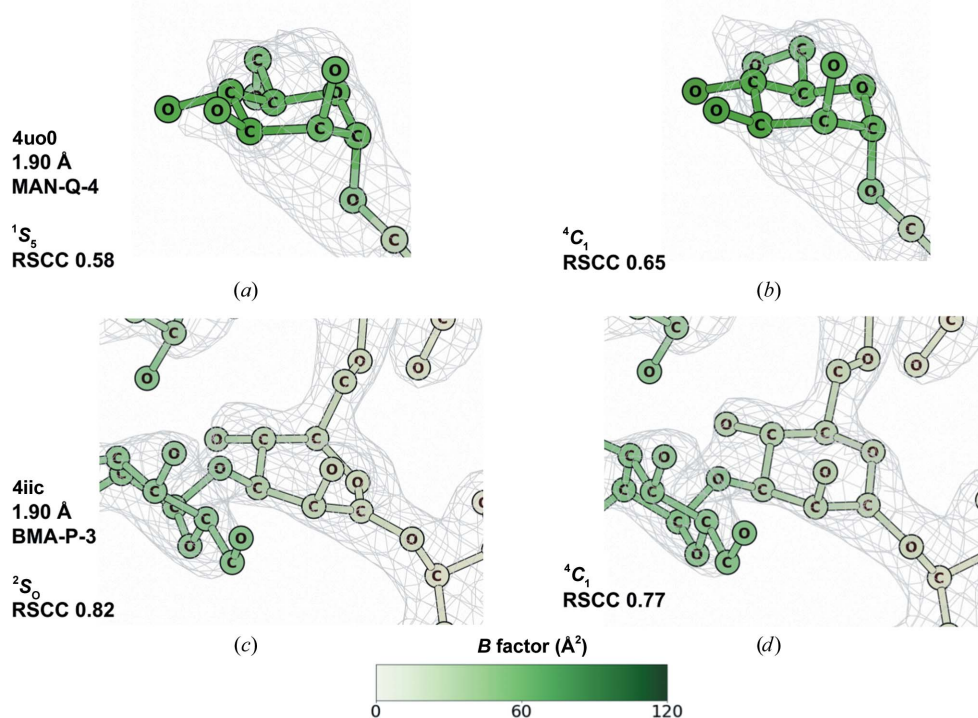 4uo0
1.90 Å
MAN-Q-4
¹S₅
RSCC 0.58
(a)
⁴C₁
RSCC 0.65
(b)
4iic
1.90 Å
BMA-P-3
²Sₒ
RSCC 0.82
(c)
⁴C₁
RSCC 0.77
(d)
B factor (Å²)
0 60 120